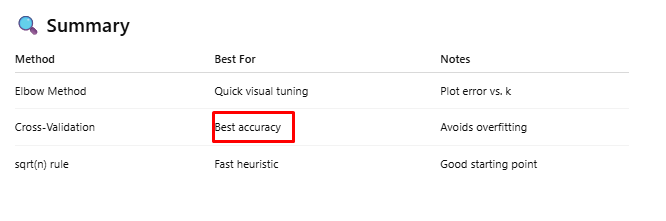 🔍 Summary
Method Best For Notes
Elbow Method Quick visual tuning Plot error vs. k
Cross-Validation Best accuracy Avoids overfitting
sqrt(n) rule Fast heuristic Good starting point